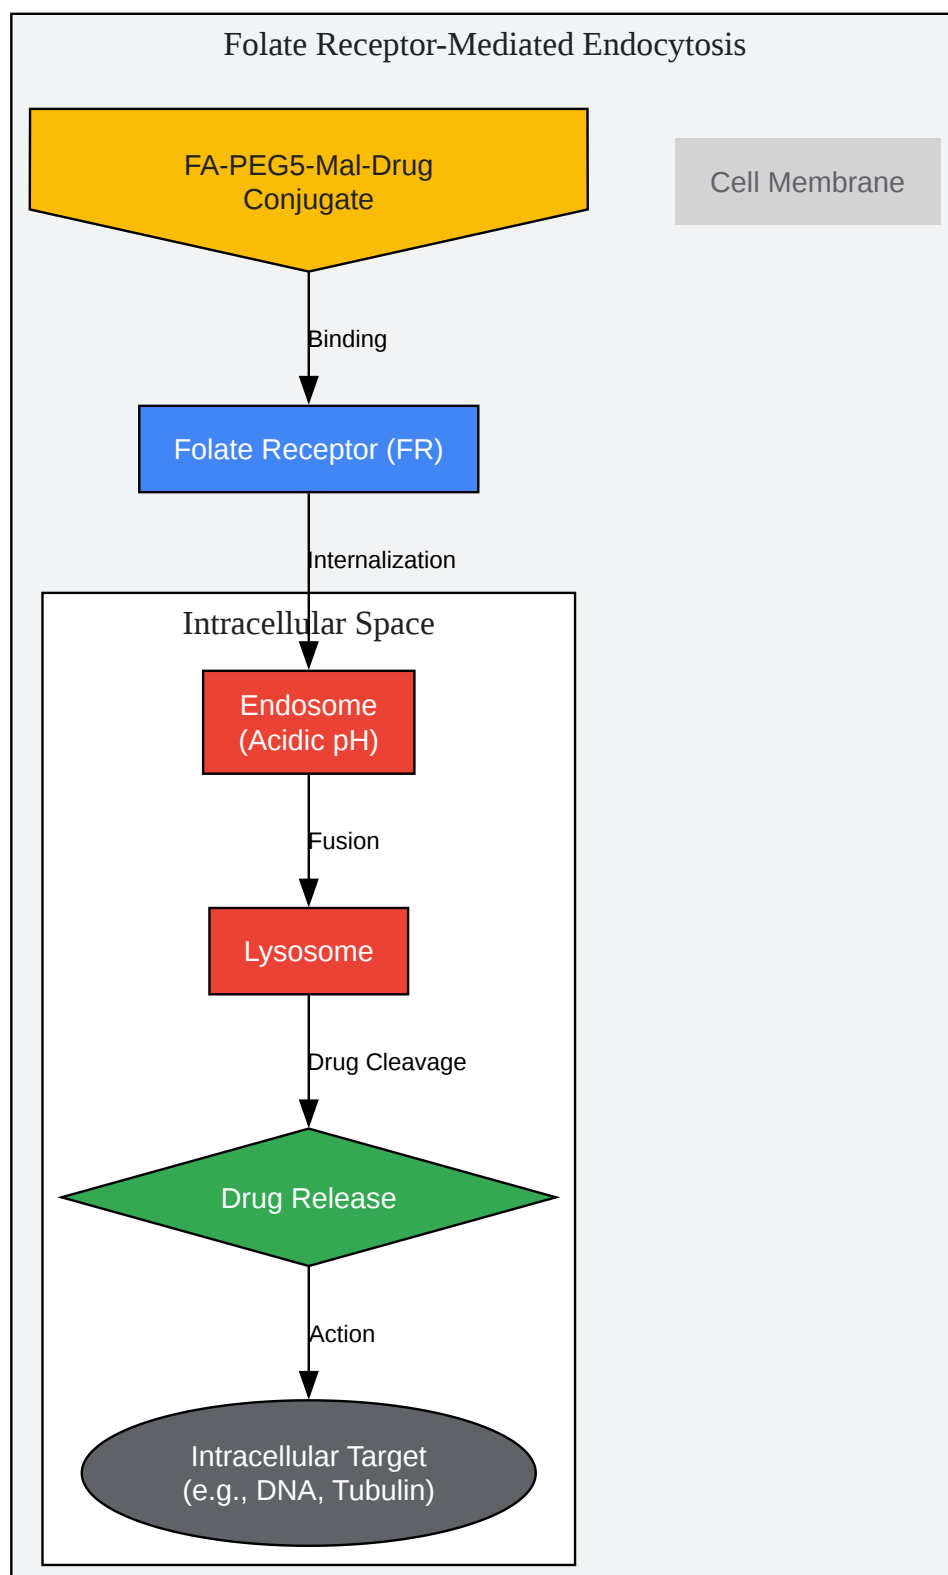 Folate Receptor-Mediated Endocytosis
FA-PEG5-Mal-Drug
Conjugate
Cell Membrane
Binding
Folate Receptor (FR)
Internalization
Intracellular Space
Endosome
(Acidic pH)
Fusion
Lysosome
Drug Cleavage
Drug Release
Action
Intracellular Target
(e.g., DNA, Tubulin)